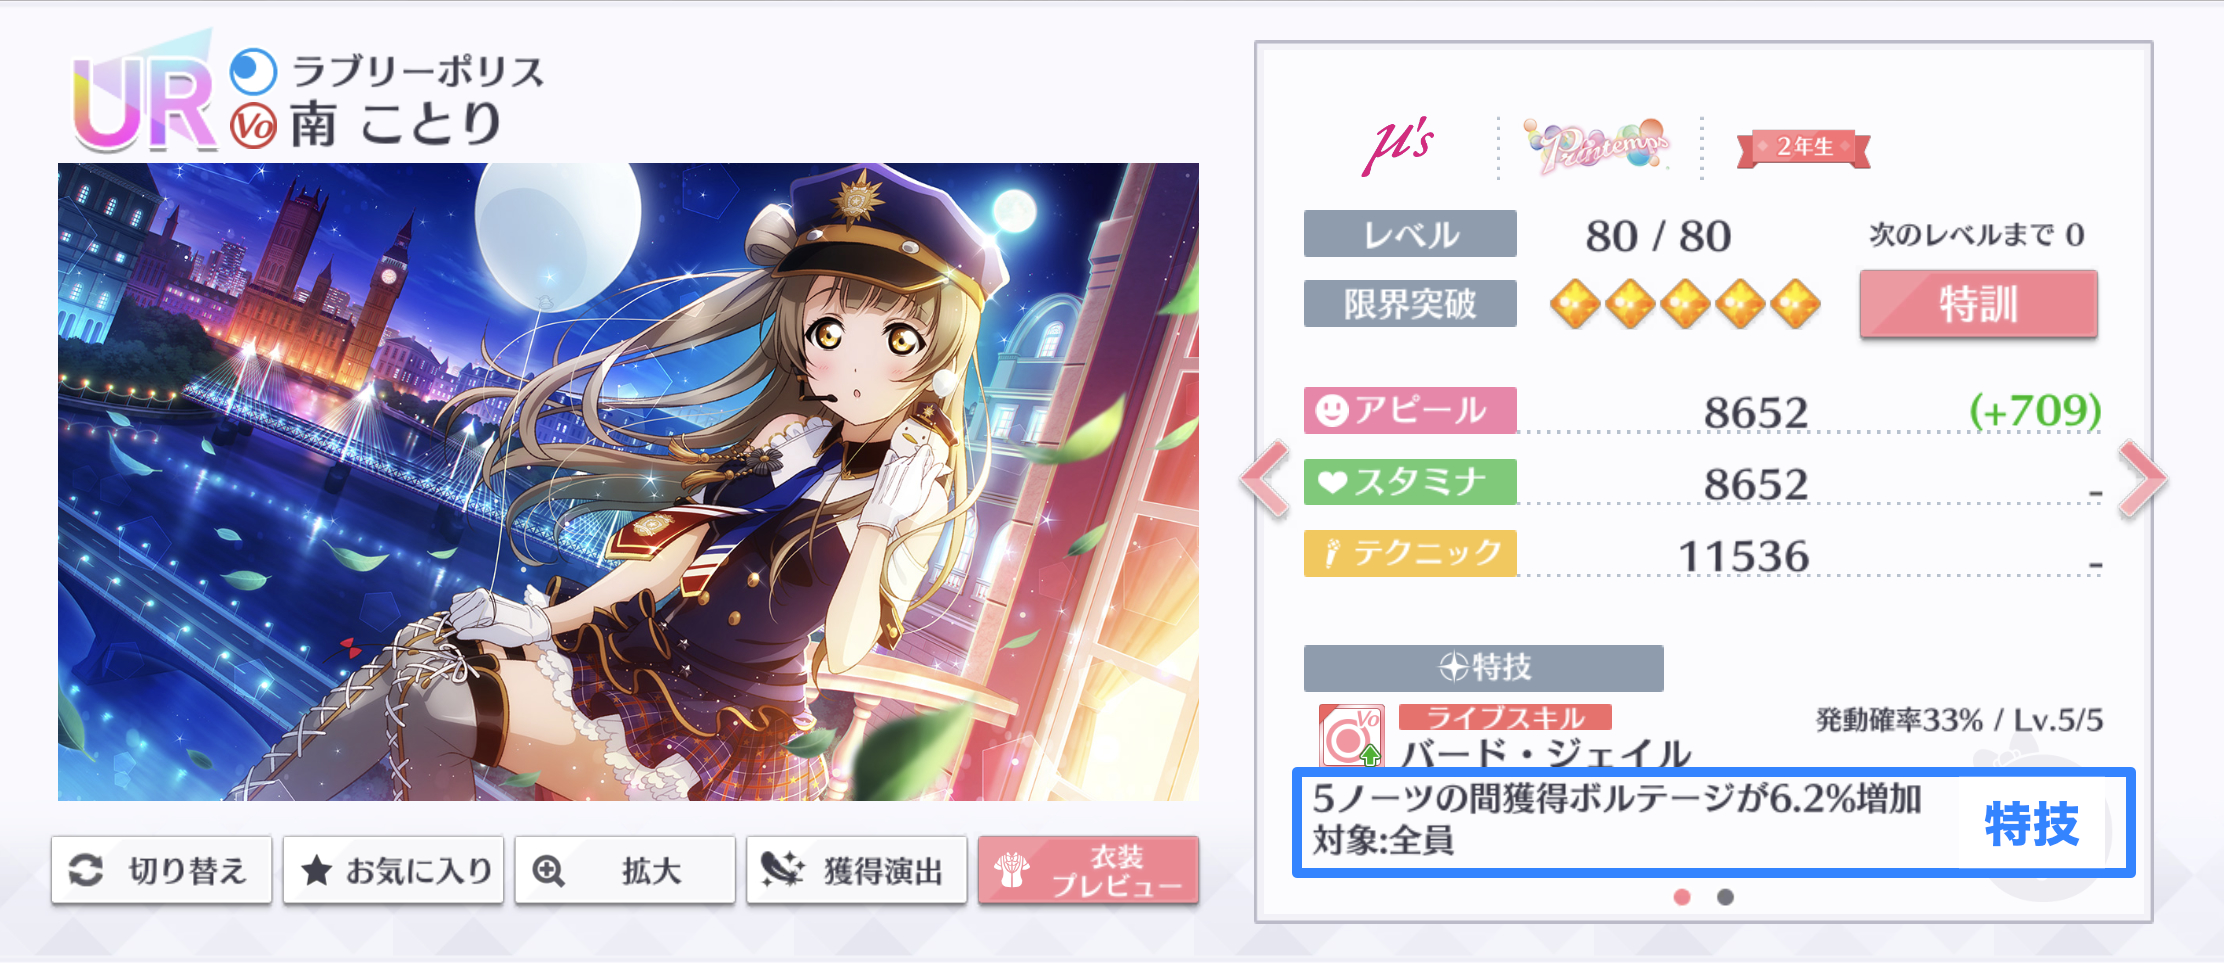 UR
ラブリーポリス
Vo 南 ことり
μ's
Printemps
2年生
レベル 80 / 80 次のレベルまで 0
限界突破 特訓
アピール 8652 (+709)
スタミナ 8652 -
テクニック 11536 -
特技
Vo ライブスキル 発動確率33% / Lv.5/5
バード・ジェイル
5ノーツの間獲得ボルテージが6.2%増加
対象:全員
特技
切り替え
お気に入り
拡大
獲得演出
衣装
プレビュー